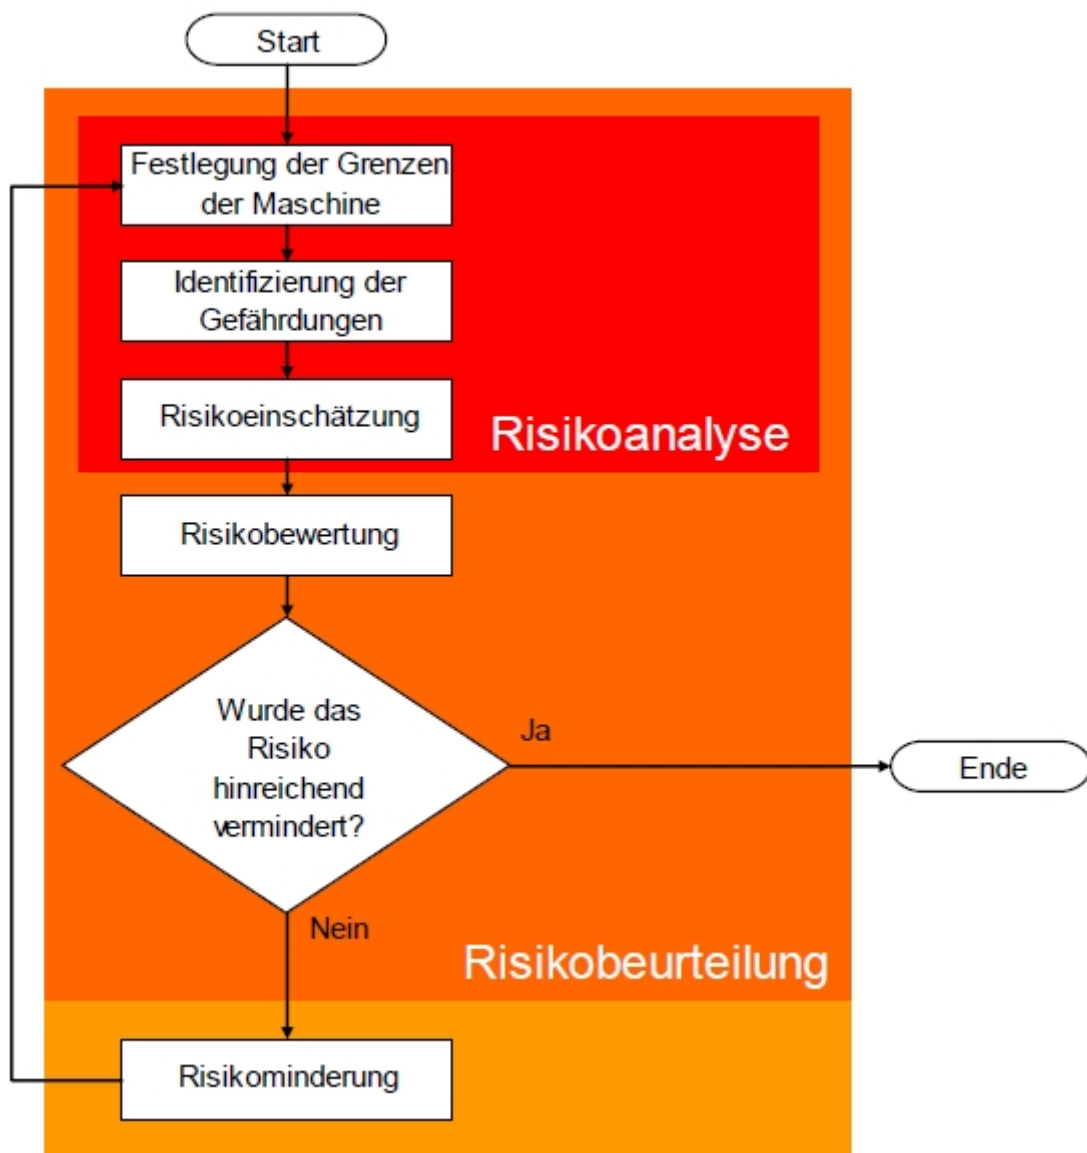 Start
Festlegung der Grenzen
der Maschine
Identifizierung der
Gefährdungen
Risikoeinschätzung
Risikoanalyse
Risikobewertung
Wurde das
Risiko
hinreichend
vermindert?
Ja
Ende
Nein
Risikobeurteilung
Risikominderung